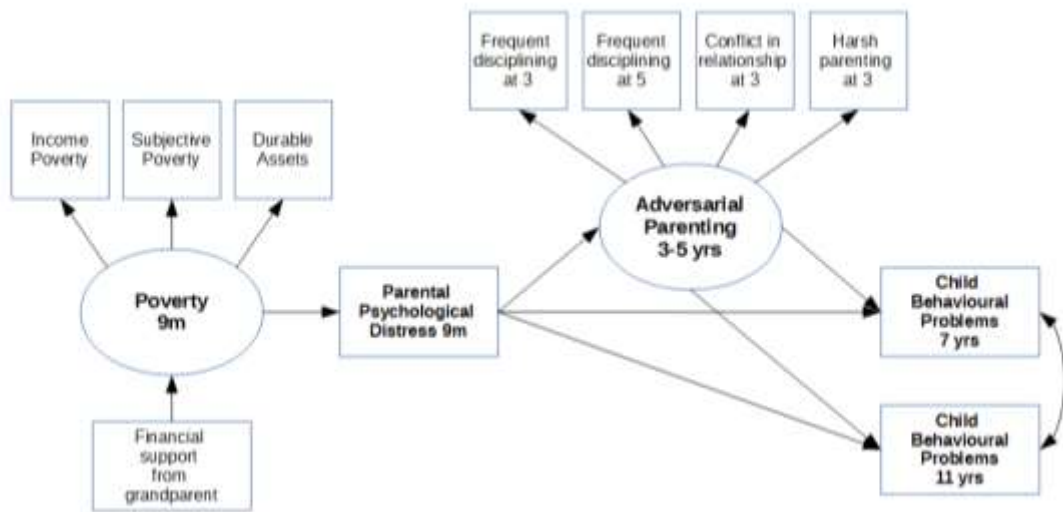 Frequent
disciplining
at 3
Frequent
disciplining
at 5
Conflict in
relationship
at 3
Harsh
parenting
at 3
Income
Poverty
Subjective
Poverty
Durable
Assets
Adversarial
Parenting
3-5 yrs
Poverty
9m
Parental
Psychological
Distress 9m
Child
Behavioural
Problems
7 yrs
Child
Behavioural
Problems
11 yrs
Financial
support
from
grandparent